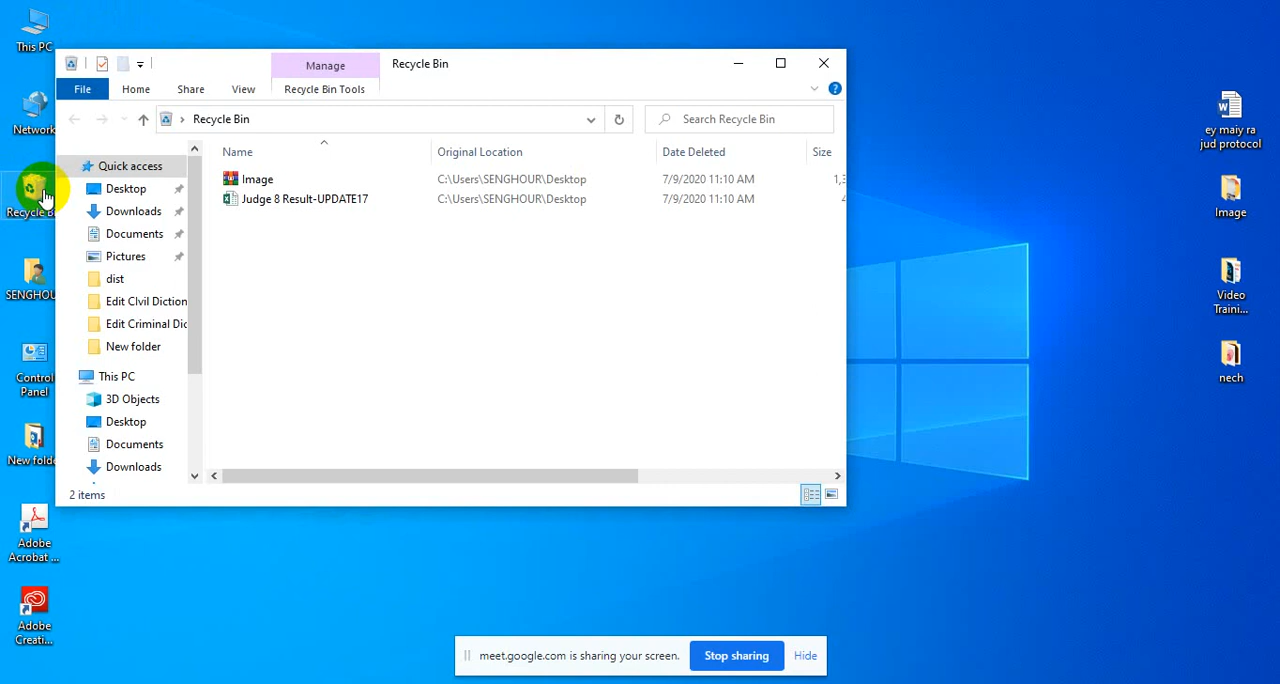 This PC
Network
Recycle B
SENGHOU
Control
Panel
New folde
Adobe
Acrobat ...
Adobe
Creati...
Manage
Recycle Bin
File
Home
Share
View
Recycle Bin Tools
Recycle Bin
Search Recycle Bin
Quick access
Desktop
Downloads
Documents
Pictures
dist
Edit CIvil Diction
Edit Criminal Dic
New folder
This PC
3D Objects
Desktop
Documents
Downloads
Name
Original Location
Date Deleted
Size
Image
C:\Users\SENGHOUR\Desktop
7/9/2020 11:10 AM
1,3
Judge 8 Result-UPDATE17
C:\Users\SENGHOUR\Desktop
7/9/2020 11:10 AM
4
2 items
ey maiy ra
jud protocol
Image
Video
Traini...
nech
meet.google.com is sharing your screen.
Stop sharing
Hide